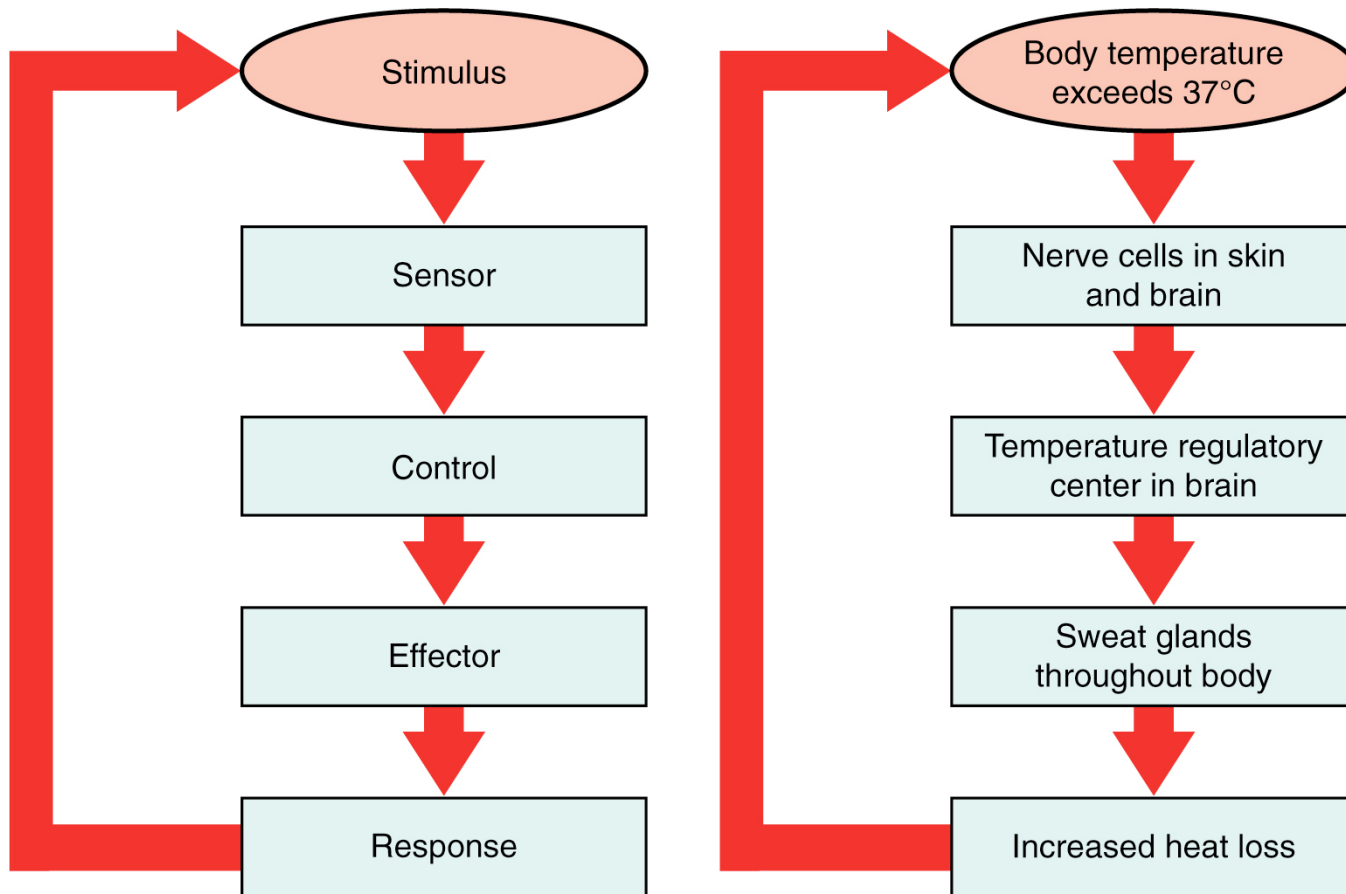 Stimulus
Sensor
Control
Effector
Response
Body temperature
exceeds 37°C
Nerve cells in skin
and brain
Temperature regulatory
center in brain
Sweat glands
throughout body
Increased heat loss